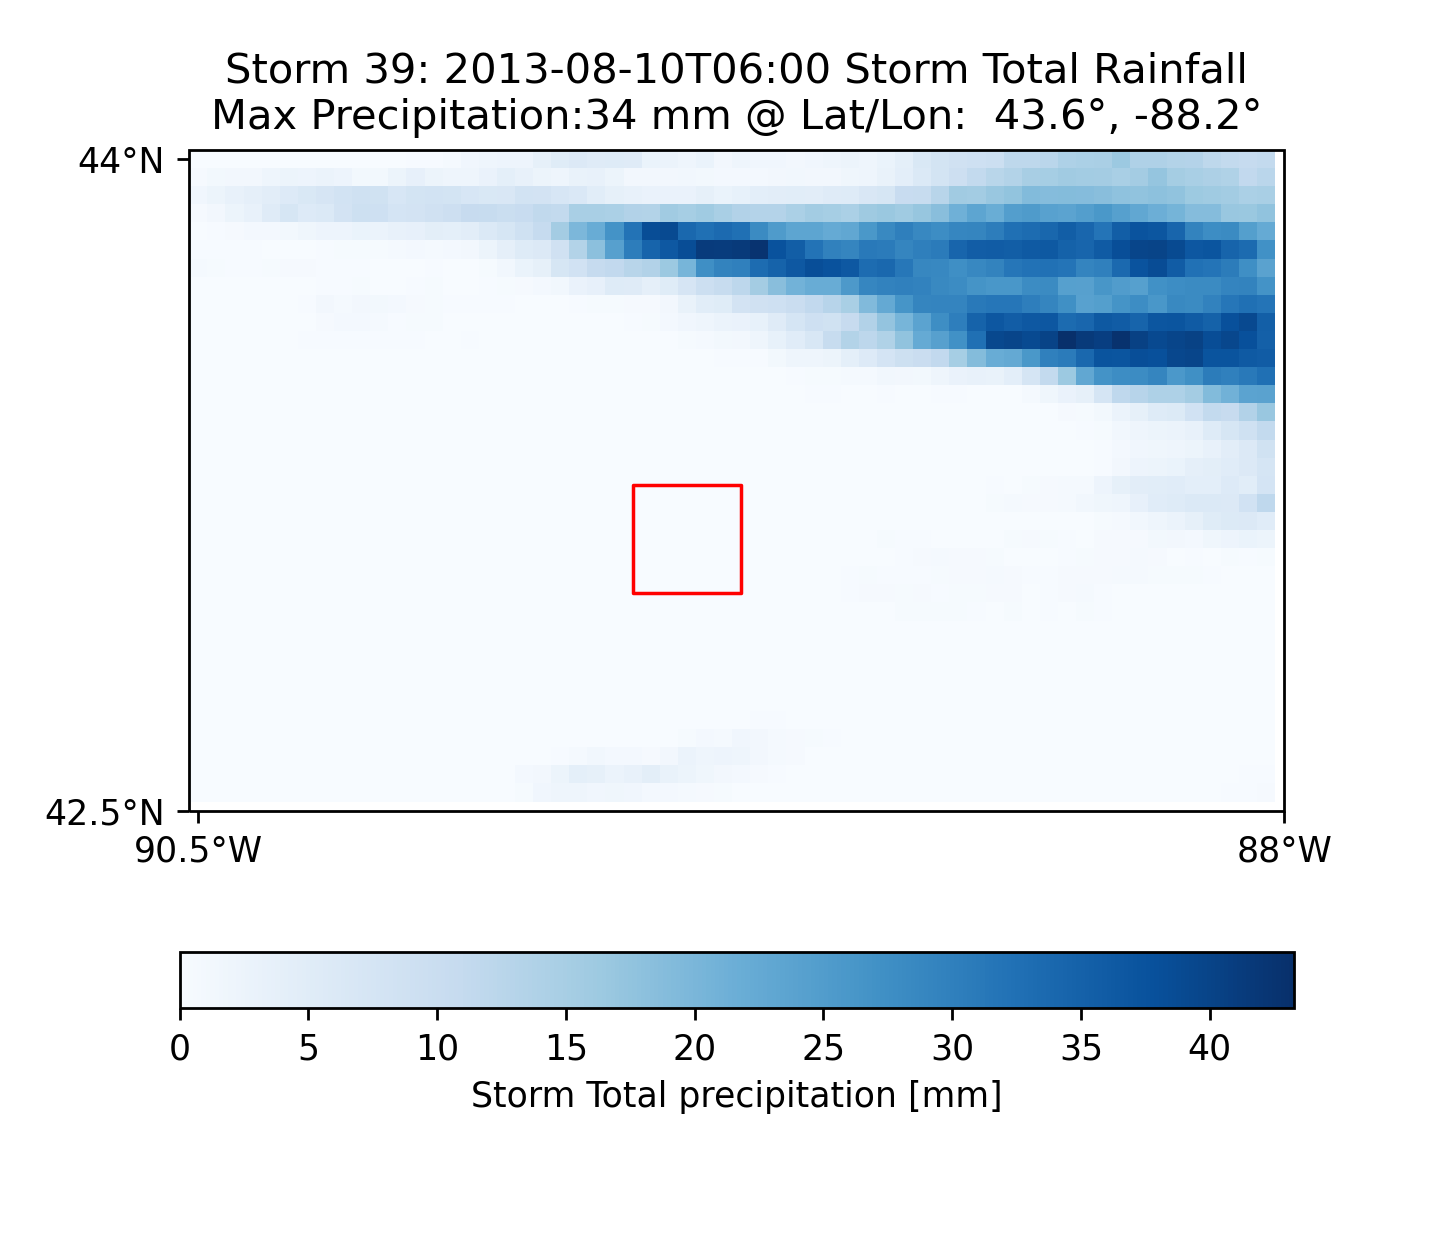 Storm 39: 2013-08-10T06:00 Storm Total Rainfall
Max Precipitation:34 mm @ Lat/Lon:  43.6°, -88.2°
44°N
42.5°N
90.5°W 88°W
0 5 10 15 20 25 30 35 40
Storm Total precipitation [mm]